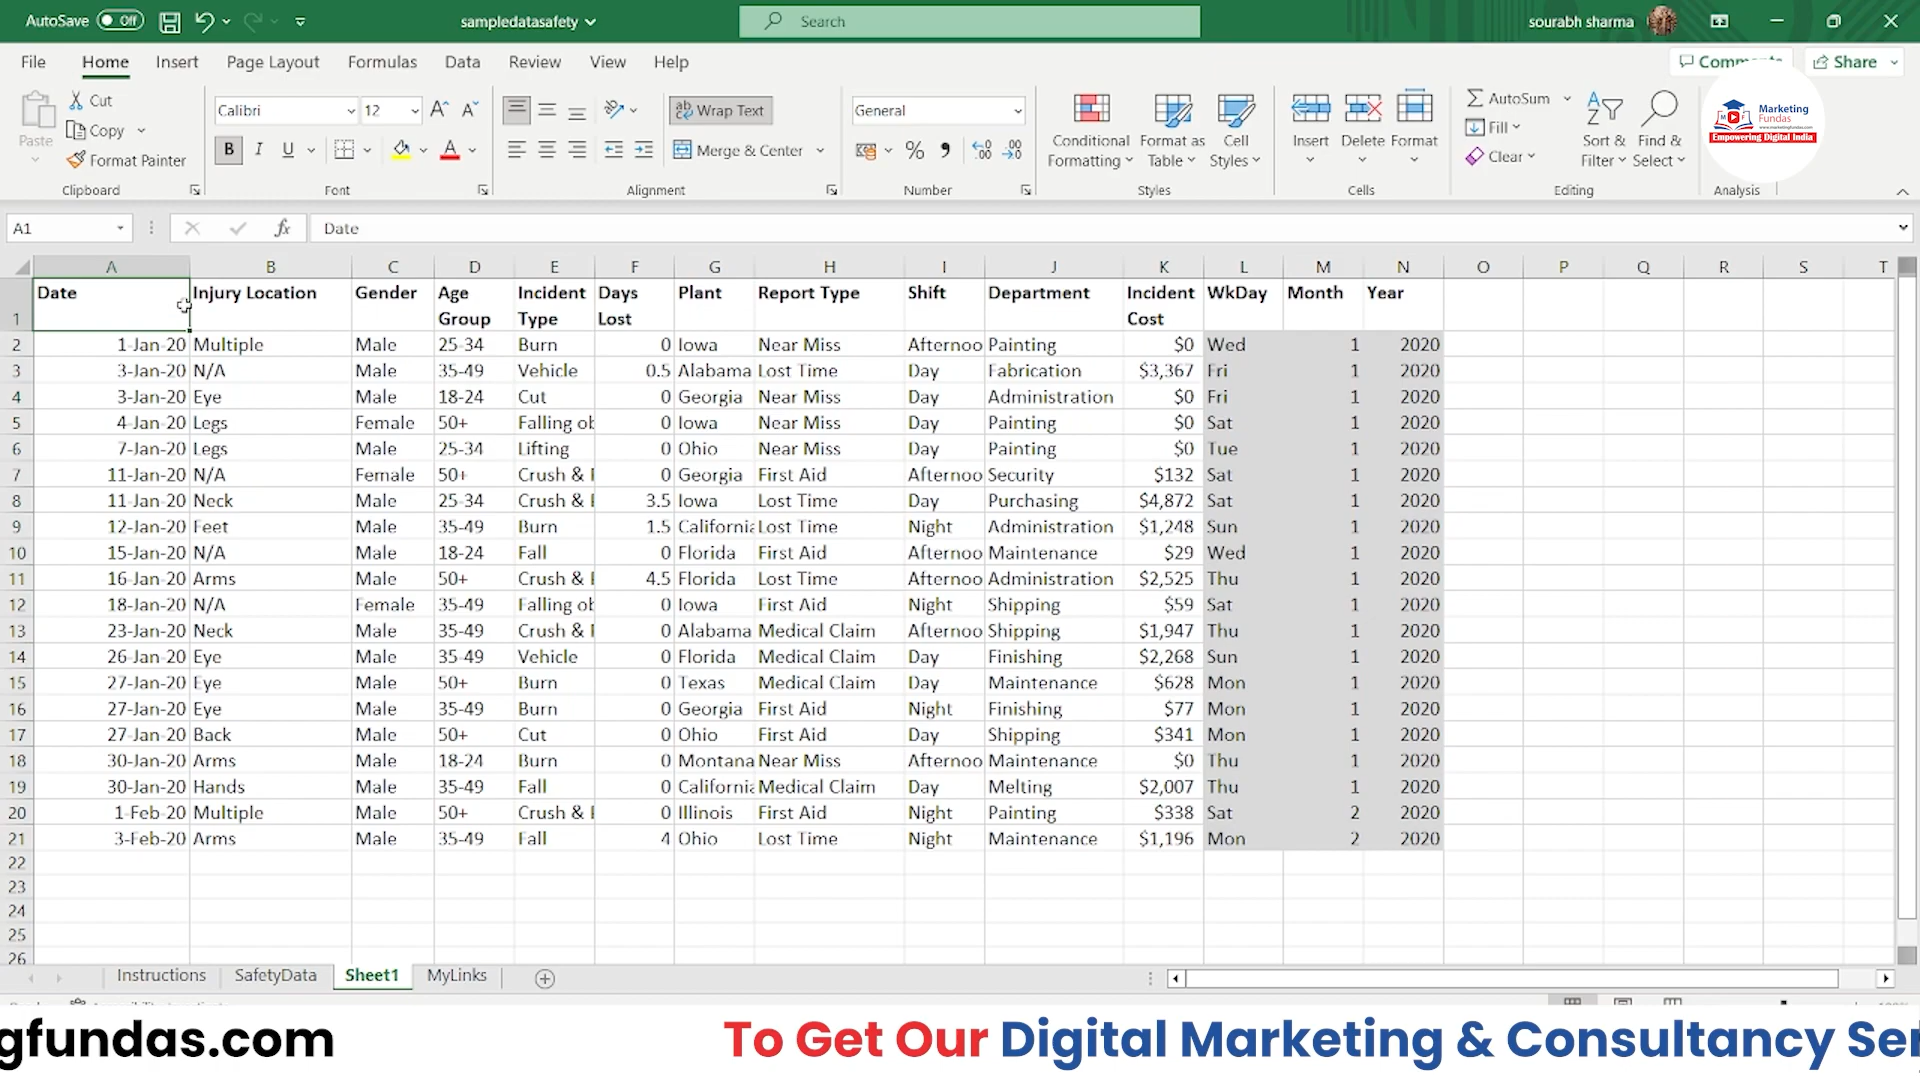 AutoSave Off sampledatasafety Search sourabh sharma
File Home Insert Page Layout Formulas Data Review View Help Comments Share
Marketing
Fundas
www.marketingfundas.com
Empowering Digital India
Paste Cut Copy Format Painter
Calibri 12 B I U
Wrap Text Merge & Center
General
Conditional Formatting Format as Table Cell Styles
Insert Delete Format
AutoSum Fill Clear Sort & Filter Find & Select
Clipboard Font Alignment Number Styles Cells Editing Analysis
A1 fx Date
A B C D E F G H I J K L M N O P Q R S T
1 Date Injury Location Gender Age Group Incident Type Days Lost Plant Report Type Shift Department Incident Cost WkDay Month Year
2 1-Jan-20 Multiple Male 25-34 Burn 0 Iowa Near Miss Afternoo Painting $0 Wed 1 2020
3 3-Jan-20 N/A Male 35-49 Vehicle 0.5 Alabama Lost Time Day Fabrication $3,367 Fri 1 2020
4 3-Jan-20 Eye Male 18-24 Cut 0 Georgia Near Miss Day Administration $0 Fri 1 2020
5 4-Jan-20 Legs Female 50+ Falling ob 0 Iowa Near Miss Day Painting $0 Sat 1 2020
6 7-Jan-20 Legs Male 25-34 Lifting 0 Ohio Near Miss Day Painting $0 Tue 1 2020
7 11-Jan-20 N/A Female 50+ Crush & 0 Georgia First Aid Afternoo Security $132 Sat 1 2020
8 11-Jan-20 Neck Male 25-34 Crush & 3.5 Iowa Lost Time Day Purchasing $4,872 Sat 1 2020
9 12-Jan-20 Feet Male 35-49 Burn 1.5 California Lost Time Night Administration $1,248 Sun 1 2020
10 15-Jan-20 N/A Male 18-24 Fall 0 Florida First Aid Afternoo Maintenance $29 Wed 1 2020
11 16-Jan-20 Arms Male 50+ Crush & 4.5 Florida Lost Time Afternoo Administration $2,525 Thu 1 2020
12 18-Jan-20 N/A Female 35-49 Falling ob 0 Iowa First Aid Night Shipping $59 Sat 1 2020
13 23-Jan-20 Neck Male 35-49 Crush & 0 Alabama Medical Claim Afternoo Shipping $1,947 Thu 1 2020
14 26-Jan-20 Eye Male 35-49 Vehicle 0 Florida Medical Claim Day Finishing $2,268 Sun 1 2020
15 27-Jan-20 Eye Male 50+ Burn 0 Texas Medical Claim Day Maintenance $628 Mon 1 2020
16 27-Jan-20 Eye Male 35-49 Burn 0 Georgia First Aid Night Finishing $77 Mon 1 2020
17 27-Jan-20 Back Male 50+ Cut 0 Ohio First Aid Day Shipping $341 Mon 1 2020
18 30-Jan-20 Arms Male 18-24 Burn 0 Montana Near Miss Afternoo Maintenance $0 Thu 1 2020
19 30-Jan-20 Hands Male 35-49 Fall 0 California Medical Claim Day Melting $2,007 Thu 1 2020
20 1-Feb-20 Multiple Male 50+ Crush & 0 Illinois First Aid Night Painting $338 Sat 2 2020
21 3-Feb-20 Arms Male 35-49 Fall 4 Ohio Lost Time Night Maintenance $1,196 Mon 2 2020
22
23
24
25
26
Instructions SafetyData Sheet1 MyLinks
gfundas.com To Get Our Digital Marketing & Consultancy Ser